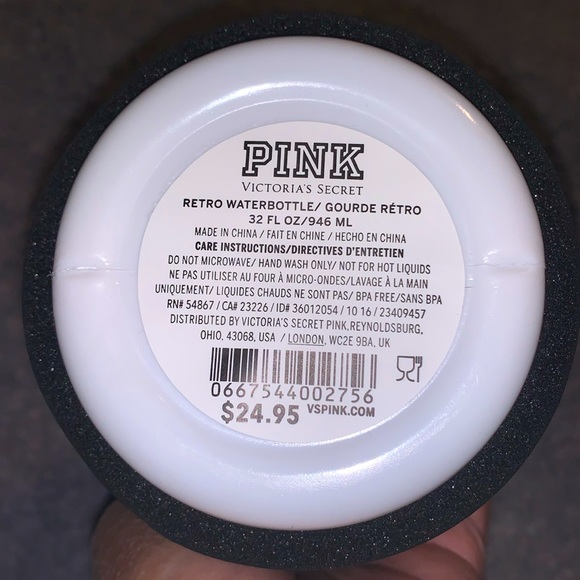 PINK
VICTORIA'S SECRET
RETRO WATERBOTTLE/ GOURDE RÉTRO
32 FL OZ/946 ML
MADE IN CHINA / FAIT EN CHINE / HECHO EN CHINA
CARE INSTRUCTIONS/DIRECTIVES D'ENTRETIEN
DO NOT MICROWAVE/ HAND WASH ONLY/ NOT FOR HOT LIQUIDS
NE PAS UTILISER AU FOUR À MICRO-ONDES/LAVAGE À LA MAIN
UNIQUEMENT/ LIQUIDES CHAUDS NE SONT PAS/ BPA FREE/SANS BPA
RN# 54867 / CA# 23226 / ID# 36012054 / 10 16 / 23409457
DISTRIBUTED BY VICTORIA'S SECRET PINK,REYNOLDSBURG,
OHIO, 43068, USA / LONDON, WC2E 9BA, UK
0667544002756
$24.95 VSPINK.COM